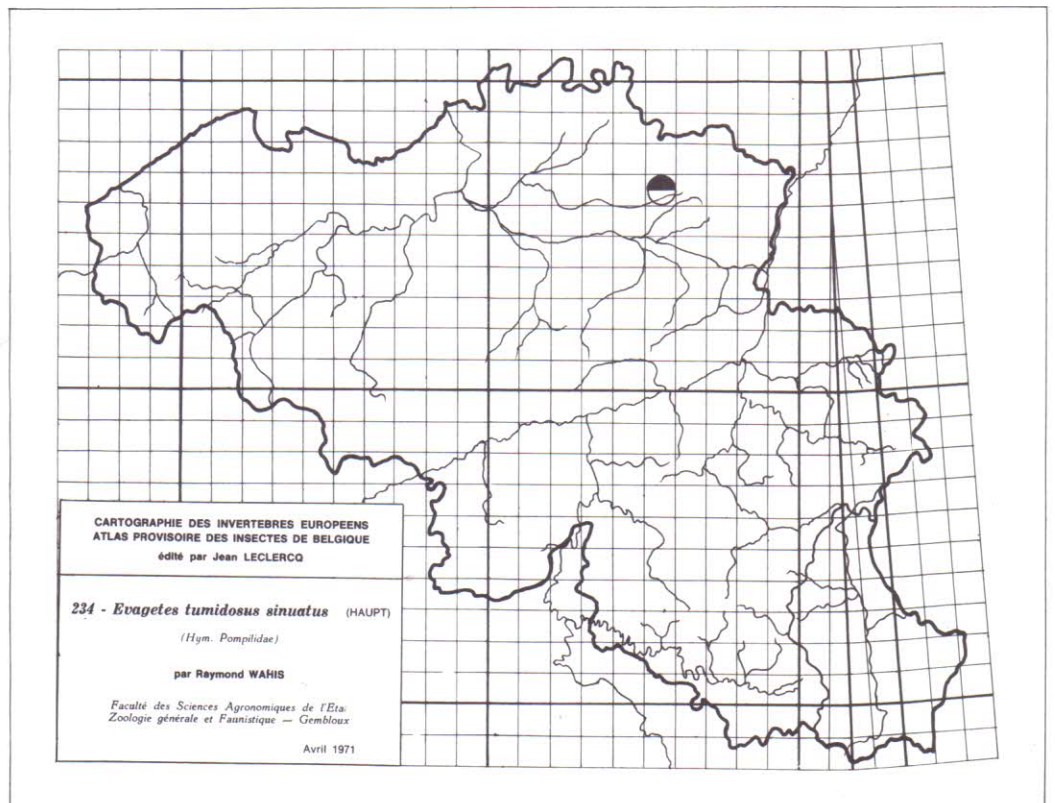 CARTOGRAPHIE DES INVERTEBRES EUROPEENS
ATLAS PROVISOIRE DES INSECTES DE BELGIQUE
édité par Jean LECLERCQ
234 - Evagetes tumidosus sinuatus (HAUPT)
(Hym. Pompilidae)
par Raymond WAHIS
Faculté des Sciences Agronomiques de l'Eta:
Zoologie générale et Faunistique — Gembloux
Avril 1971